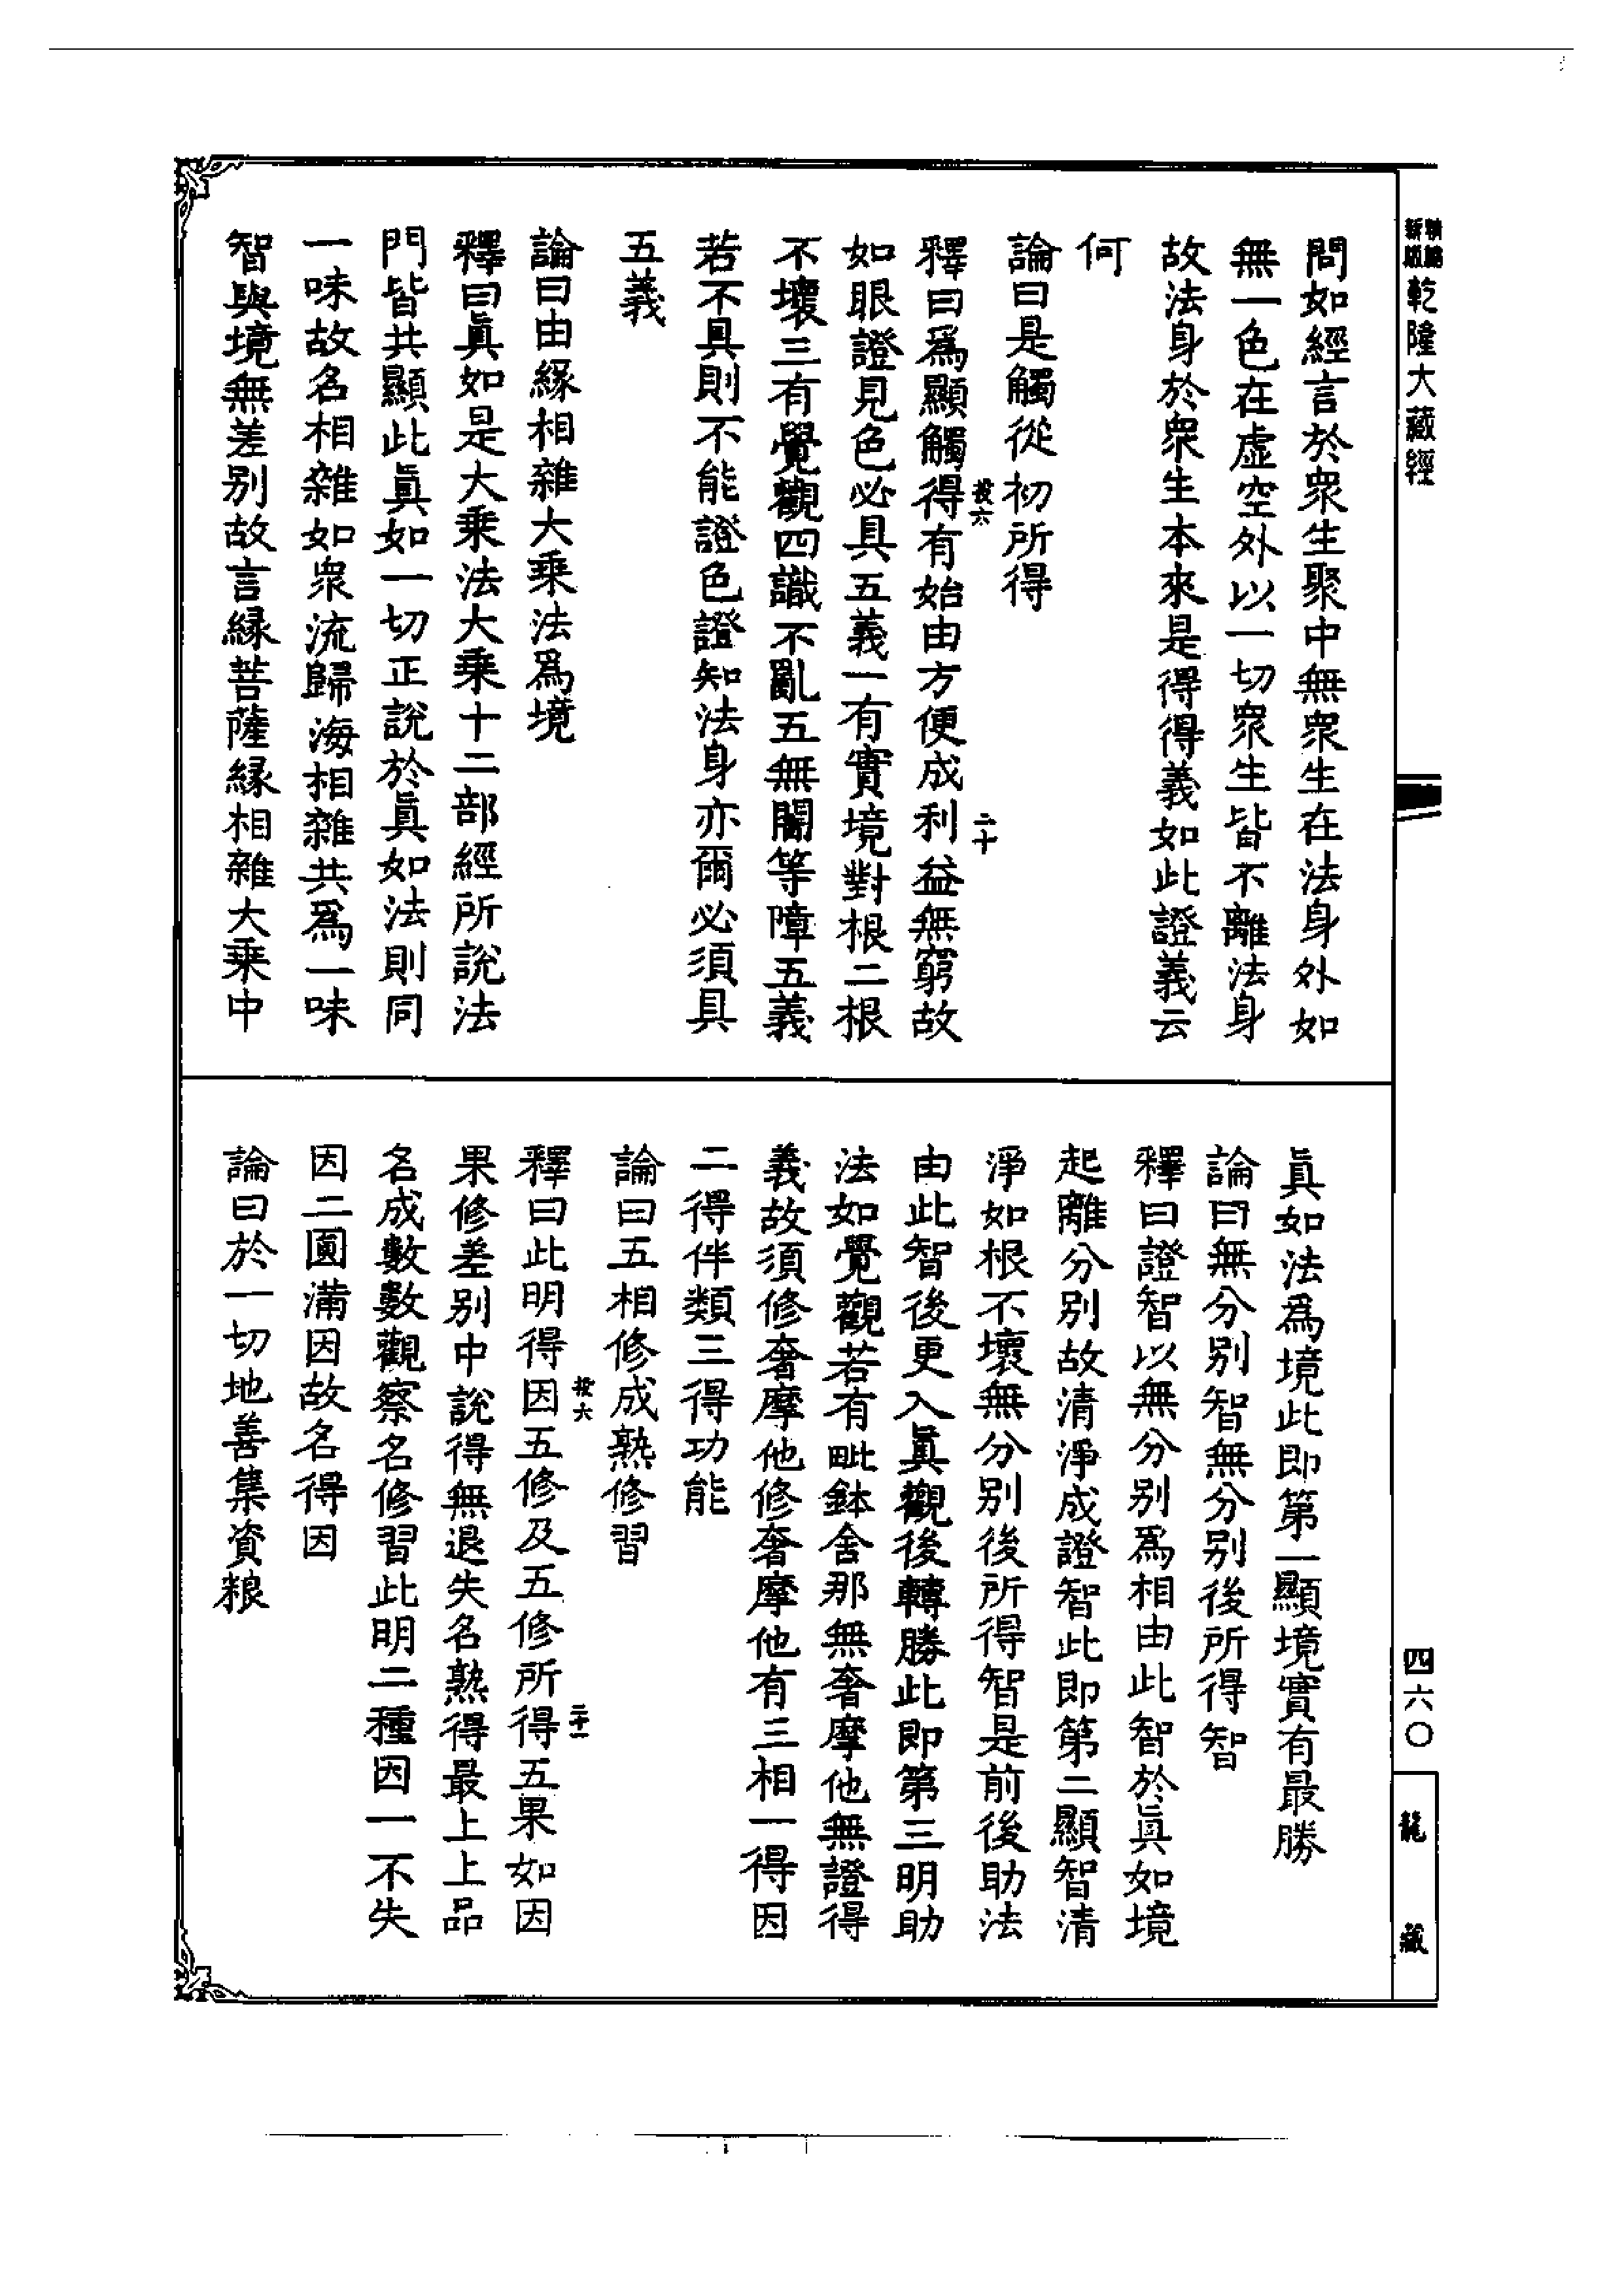 新編縮版
乾隆大藏經
四六〇
龍藏
問如經言於衆生聚中無衆生在法身外如
無一色在虛空外以一切衆生皆不離法身
故法身於衆生本來是得得義如此證義云
何
論曰是觸從初所得
釋曰爲顯觸得有始由方便成利益無窮故
投六
二十
如眼證見色必具五義一有實境對根二根
不壞三有覺觀四識不亂五無闇等障五義
若不具則不能證色證知法身亦爾必須具
五義
論曰由緣相雜大乘法爲境
釋曰眞如是大乘法大乘十二部經所說法
門皆共顯此眞如一切正說於眞如法則同
一味故名相雜如衆流歸海相雜共爲一味
智與境無差別故言緣菩薩緣相雜大乘中
眞如法爲境此即第一顯境實有最勝
論曰無分別智無分別後所得智
釋曰證智以無分別爲相由此智於眞如境
起離分別故清淨成證智此即第二顯智清
淨如根不壞無分別後所得智是前後助法
由此智後更入眞觀後轉勝此即第三明助
法如覺觀若有毗鉢舍那無奢摩他無證得
義故須修奢摩他修奢摩他有三相一得因
二得伴類三得功能
論曰五相修成熟修習
釋曰此明得因五修及五修所得五果如因
投六
二十一
果修差別中說得無退失名熟得最上上品
名成數數觀察名修習此明二種因一不失
因二圓滿因故名得因
論曰於一切地善集資粮